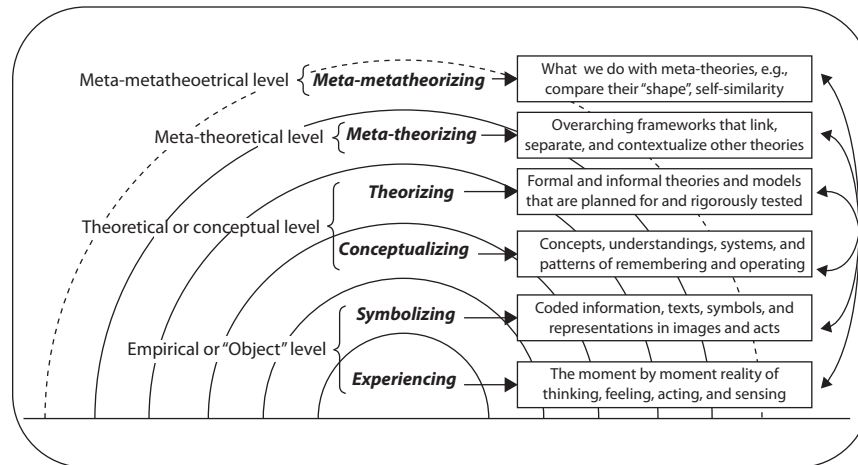 Meta-metatheoetrical level
Meta-metatheorizing
What we do with meta-theories, e.g.,
compare their “shape”, self-similarity
Meta-theoretical level
Meta-theorizing
Overarching frameworks that link,
separate, and contextualize other theories
Theorizing
Formal and informal theories and models
that are planned for and rigorously tested
Theoretical or conceptual level
Conceptualizing
Concepts, understandings, systems, and
patterns of remembering and operating
Symbolizing
Coded information, texts, symbols, and
representations in images and acts
Empirical or “Object” level
Experiencing
The moment by moment reality of
thinking, feeling, acting, and sensing